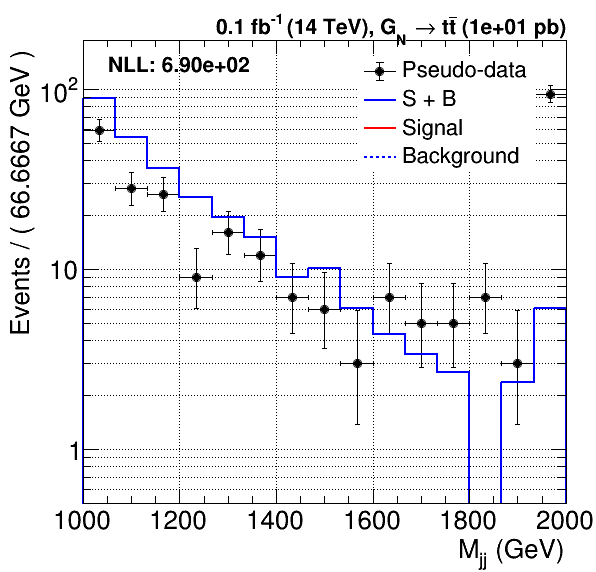 0.1 fb⁻¹ (14 TeV), G_N → tt̄ (1e+01 pb)
NLL: 6.90e+02
Pseudo-data
S + B
Signal
Background
Events / ( 66.6667 GeV )
10²
10
1
1000 1200 1400 1600 1800 2000
M_jj (GeV)